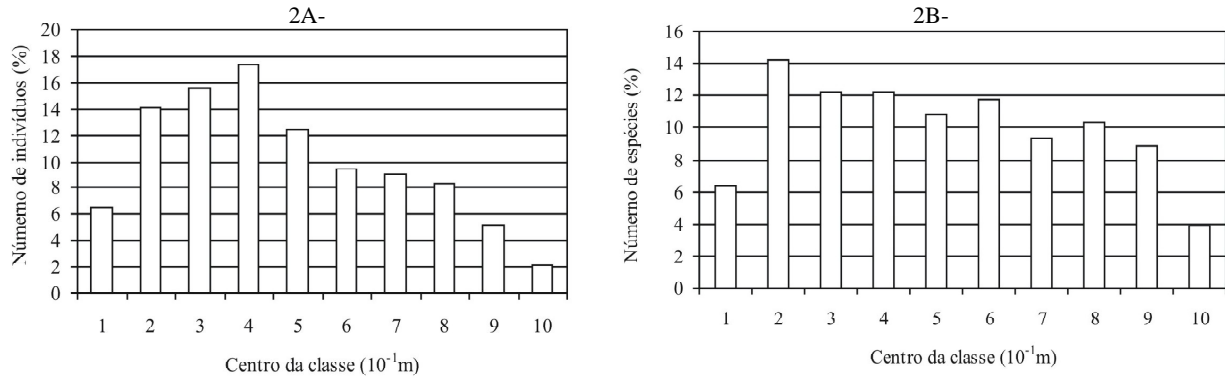 2A-
Númerno de indivíduos (%)
20
18
16
14
12
10
8
6
4
2
0
1 2 3 4 5 6 7 8 9 10
Centro da classe (10⁻¹m)
2B-
Númerno de espécies (%)
16
14
12
10
8
6
4
2
0
1 2 3 4 5 6 7 8 9 10
Centro da classe (10⁻¹m)